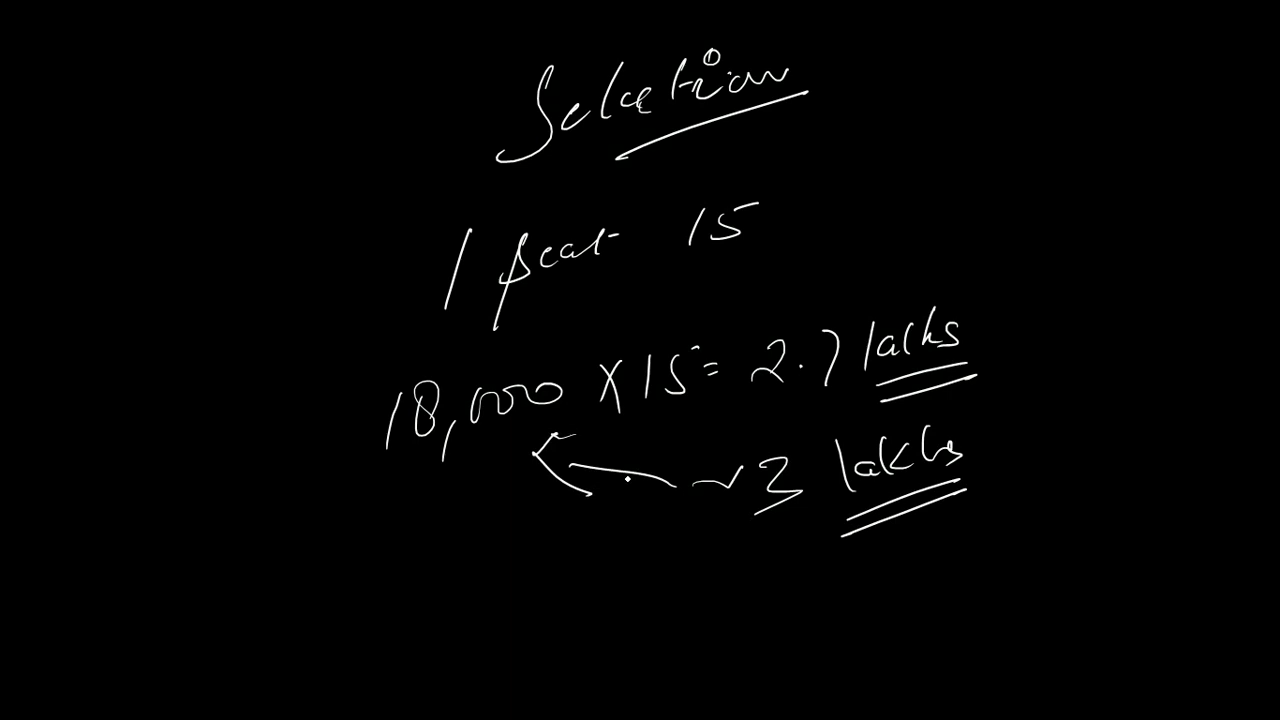 Selection
1 seat 15
18,000 X 15 = 2.7 lakhs
~ 3 lakhs